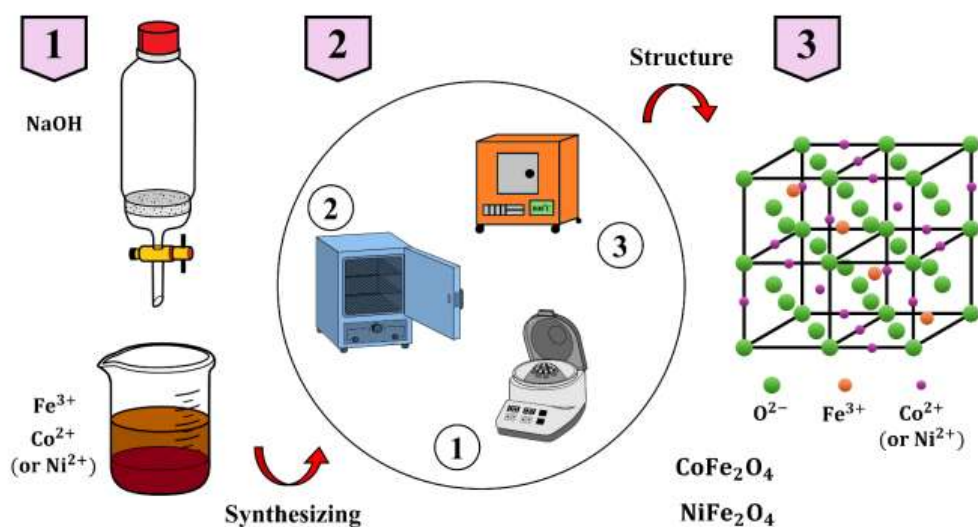 1
2
3
Structure
NaOH
2
3
1
Fe³⁺
Co²⁺
(or Ni²⁺)
Synthesizing
O²⁻
Fe³⁺
Co²⁺
(or Ni²⁺)
CoFe₂O₄
NiFe₂O₄